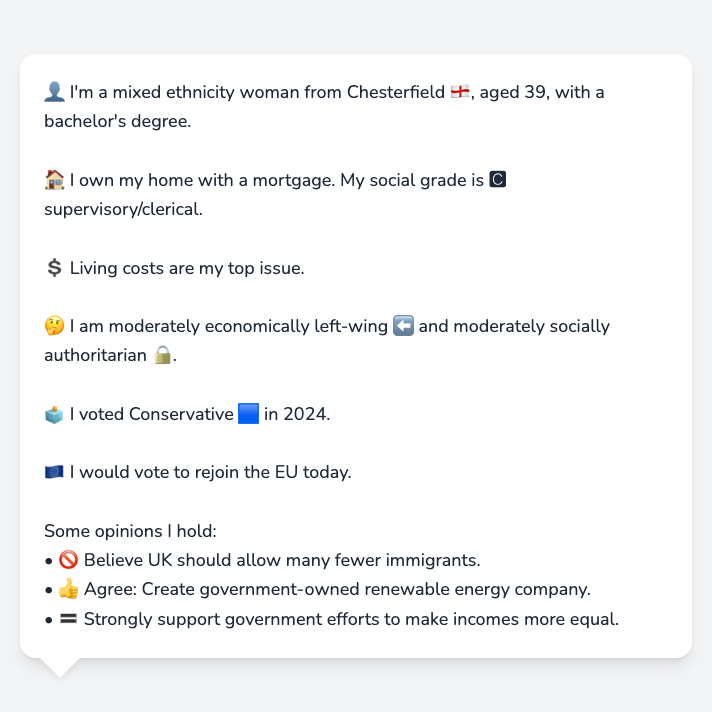 👤 I'm a mixed ethnicity woman from Chesterfield 🏴󠁧󠁢󠁥󠁮󠁧󠁿, aged 39, with a
bachelor's degree.
🏠 I own my home with a mortgage. My social grade is 🅲
supervisory/clerical.
💲 Living costs are my top issue.
🤔 I am moderately economically left-wing ⬅️ and moderately socially
authoritarian 🔒.
🗳️ I voted Conservative 🟦 in 2024.
🇪🇺 I would vote to rejoin the EU today.
Some opinions I hold:
• 🚫 Believe UK should allow many fewer immigrants.
• 👍 Agree: Create government-owned renewable energy company.
• 🟰 Strongly support government efforts to make incomes more equal.